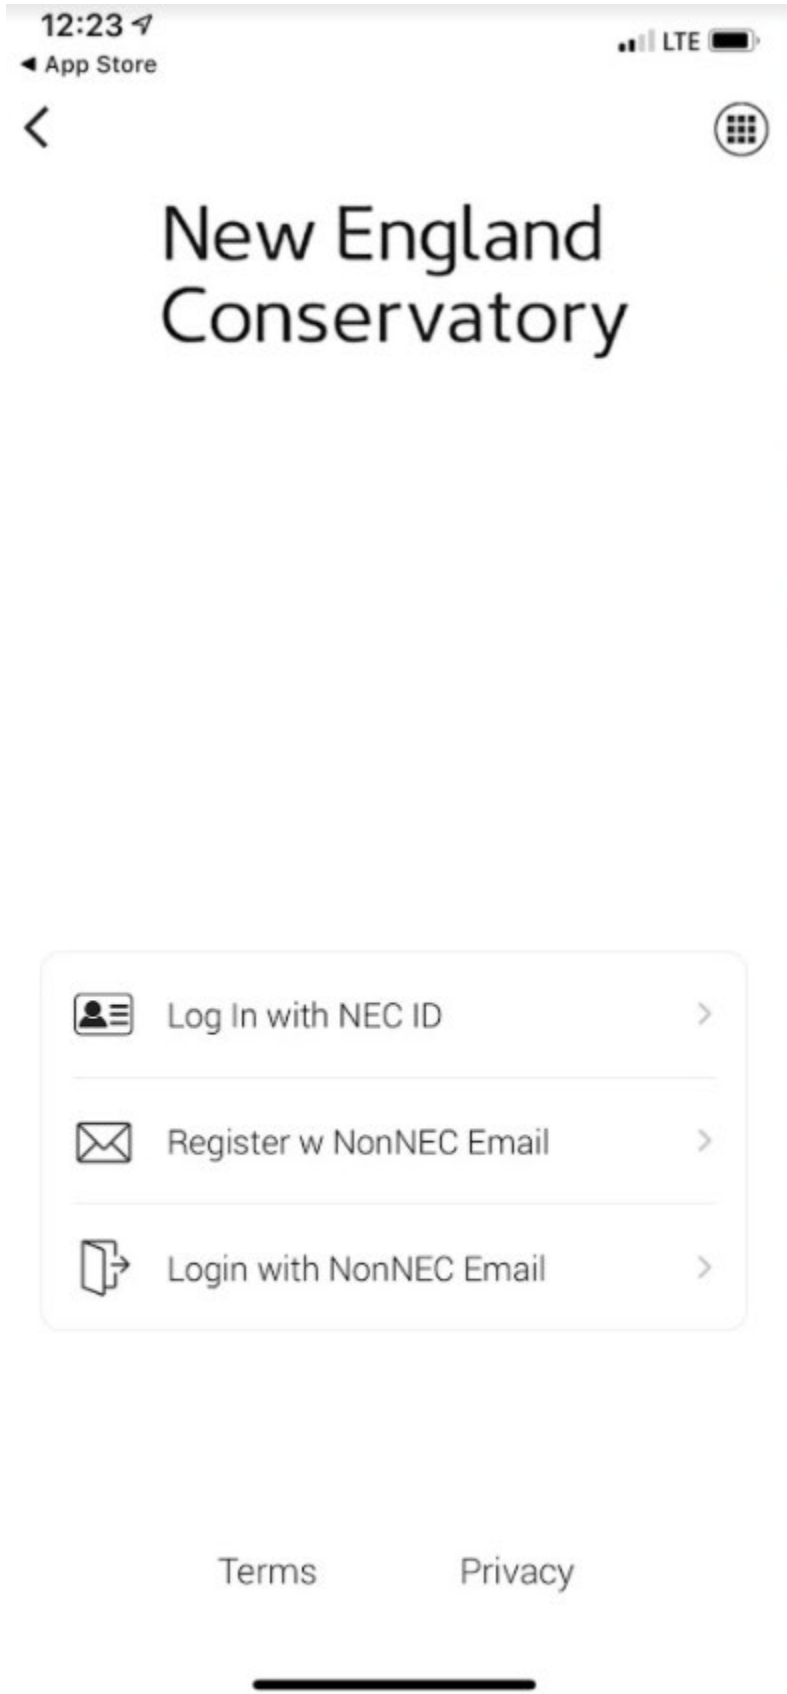 12:23
LTE
App Store
New England
Conservatory
Log In with NEC ID
Register w NonNEC Email
Login with NonNEC Email
Terms Privacy